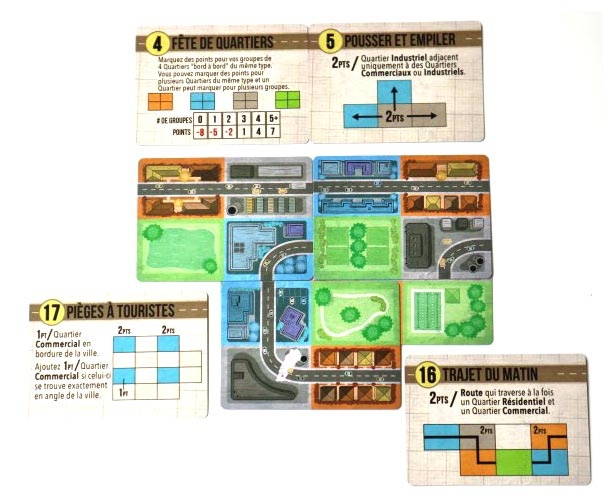 4 FÊTE DE QUARTIERS
Marquez des points pour vos groupes de
4 Quartiers "bord à bord" du même type.
Vous pouvez marquer des points pour
plusieurs Quartiers du même type et un
Quartier peut marquer pour plusieurs groupes.
# DE GROUPES 0 1 2 3 4 5+
POINTS -8 -5 -2 1 4 7
5 POUSSER ET EMPILER
2PTS/ Quartier Industriel adjacent
uniquement à des Quartiers
Commerciaux ou Industriels.
2PTS
17 PIÈGES À TOURISTES
1PT/ Quartier
Commercial en
bordure de la ville.
Ajoutez 1PT/ Quartier
Commercial si celui-ci
se trouve exactement
en angle de la ville.
2PTS 2PTS
1PT
16 TRAJET DU MATIN
2PTS/ Route qui traverse à la fois
un Quartier Résidentiel et
un Quartier Commercial.
2PTS 2PTS